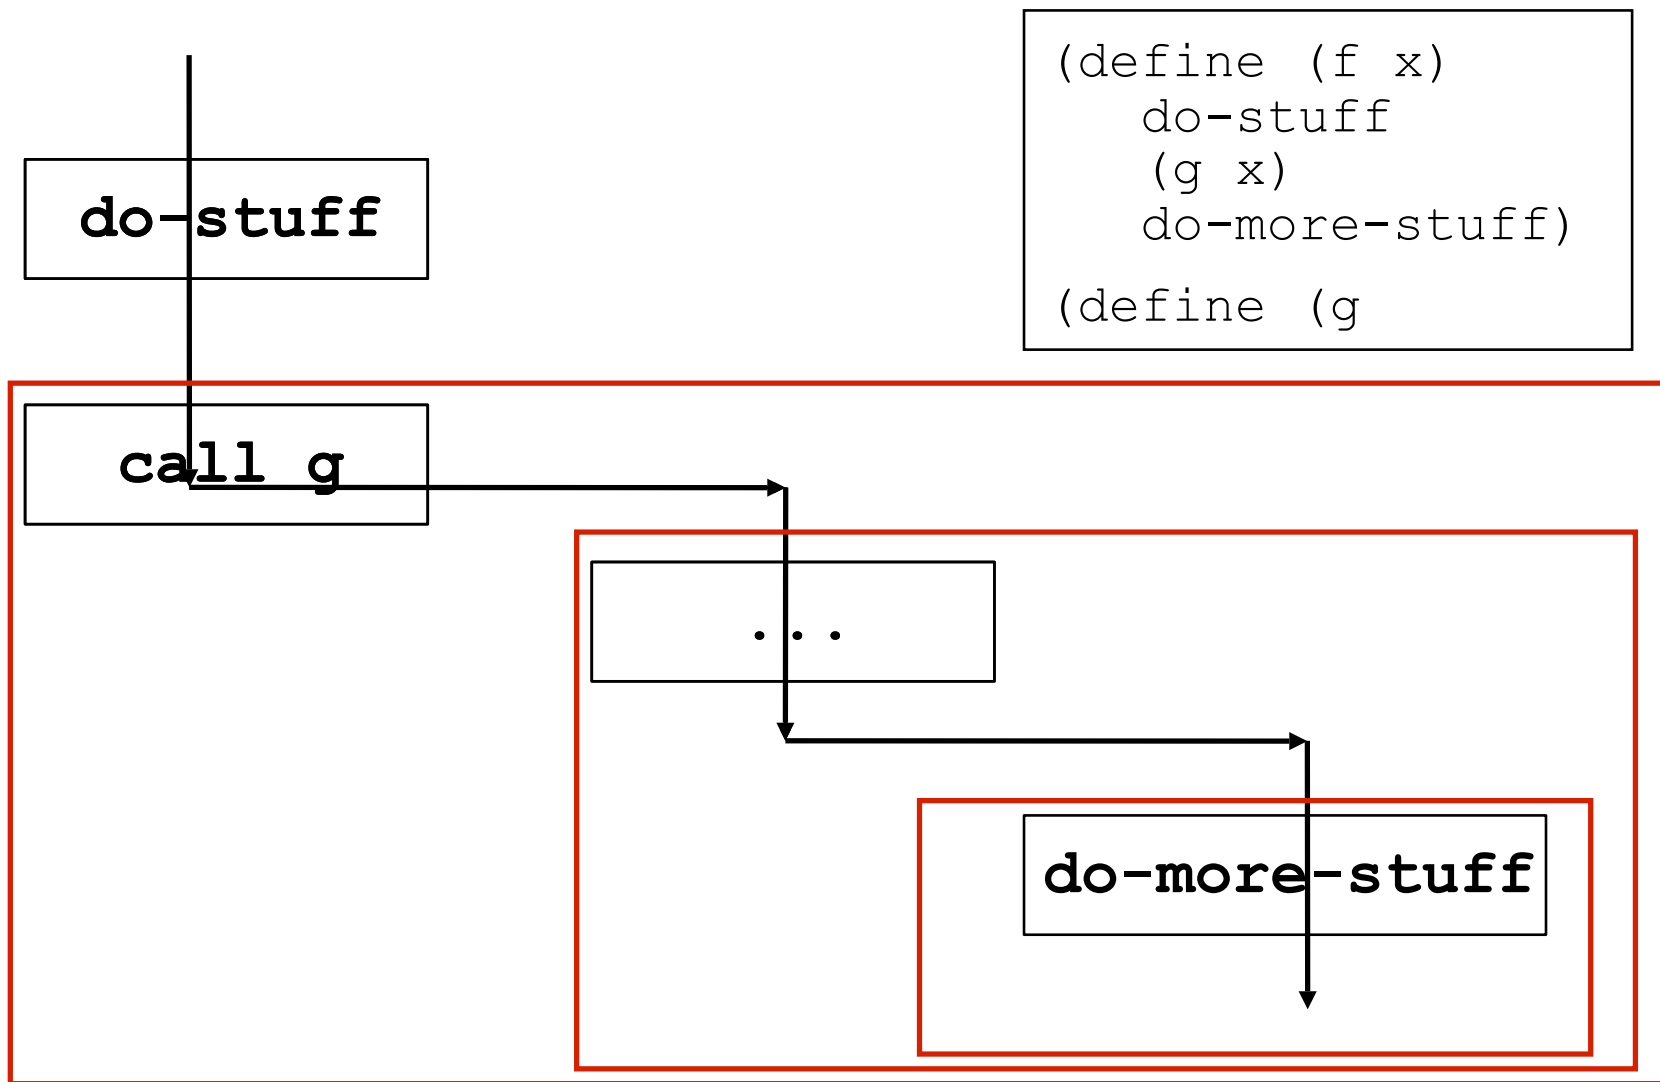 (define (f x)
do-stuff
(g x)
do-more-stuff)
(define (g
do-stuff
call g
...
do-more-stuff